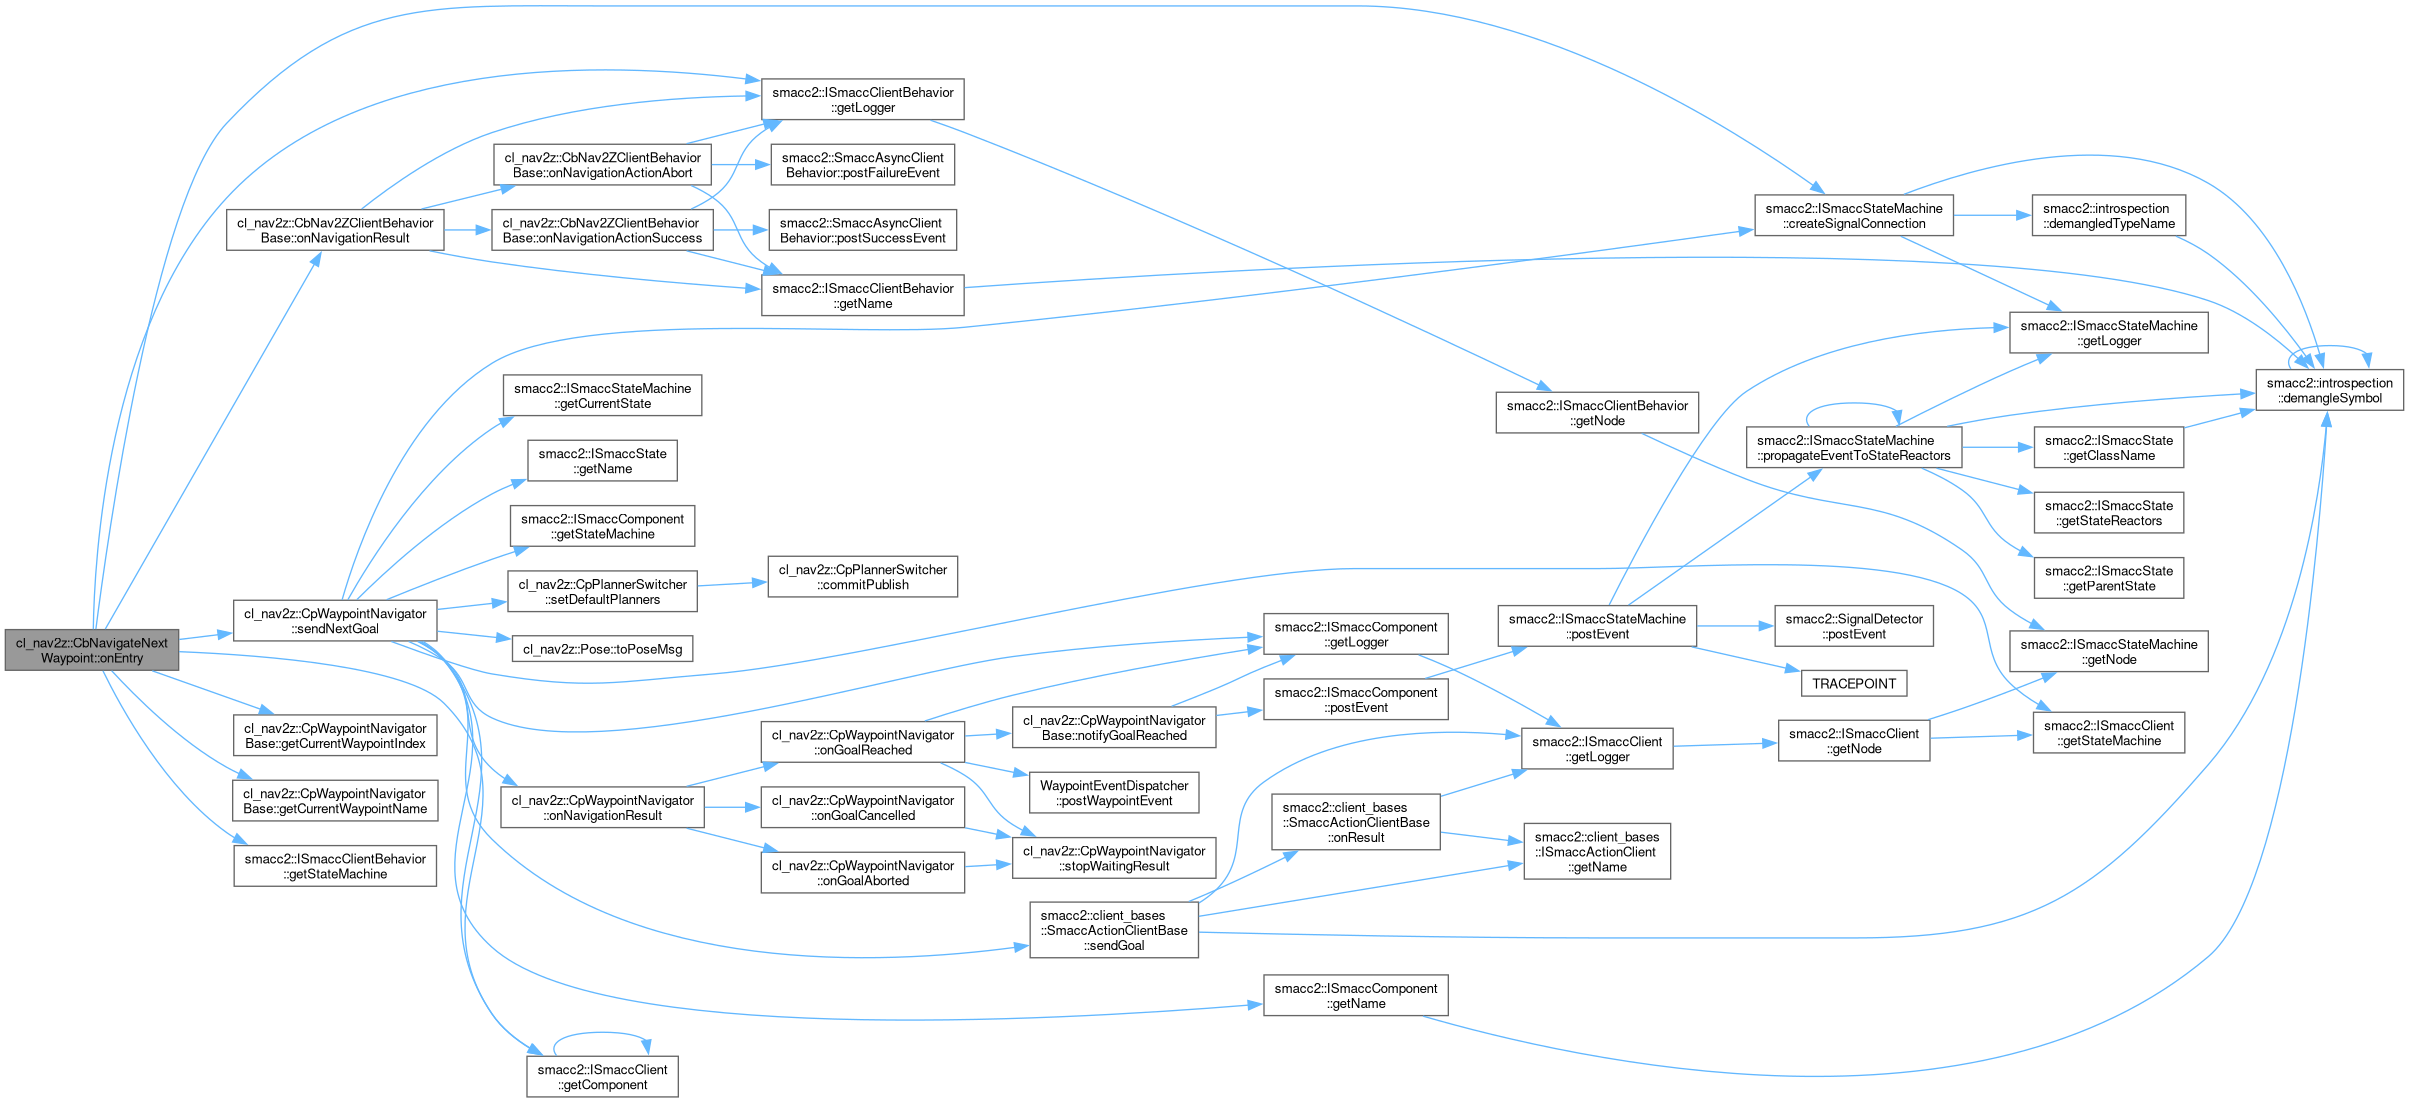 cl_nav2z::CbNavigateNext
Waypoint::onEntry
cl_nav2z::CbNav2ZClientBehavior
Base::onNavigationResult
cl_nav2z::CpWaypointNavigator
::sendNextGoal
cl_nav2z::CpWaypointNavigator
Base::getCurrentWaypointIndex
cl_nav2z::CpWaypointNavigator
Base::getCurrentWaypointName
smacc2::ISmaccClientBehavior
::getStateMachine
cl_nav2z::CbNav2ZClientBehavior
Base::onNavigationActionAbort
cl_nav2z::CbNav2ZClientBehavior
Base::onNavigationActionSuccess
smacc2::ISmaccStateMachine
::getCurrentState
smacc2::ISmaccState
::getName
smacc2::ISmaccComponent
::getStateMachine
cl_nav2z::CpPlannerSwitcher
::setDefaultPlanners
cl_nav2z::Pose::toPoseMsg
cl_nav2z::CpWaypointNavigator
::onNavigationResult
smacc2::ISmaccClient
::getComponent
smacc2::ISmaccClientBehavior
::getLogger
smacc2::SmaccAsyncClient
Behavior::postFailureEvent
smacc2::SmaccAsyncClient
Behavior::postSuccessEvent
smacc2::ISmaccClientBehavior
::getName
cl_nav2z::CpPlannerSwitcher
::commitPublish
cl_nav2z::CpWaypointNavigator
::onGoalReached
cl_nav2z::CpWaypointNavigator
::onGoalCancelled
cl_nav2z::CpWaypointNavigator
::onGoalAborted
cl_nav2z::CpWaypointNavigator
Base::notifyGoalReached
WaypointEventDispatcher
::postWaypointEvent
cl_nav2z::CpWaypointNavigator
::stopWaitingResult
smacc2::client_bases
::SmaccActionClientBase
::sendGoal
smacc2::ISmaccComponent
::getLogger
smacc2::ISmaccComponent
::postEvent
smacc2::client_bases
::SmaccActionClientBase
::onResult
smacc2::ISmaccComponent
::getName
smacc2::ISmaccClientBehavior
::getNode
smacc2::ISmaccStateMachine
::postEvent
smacc2::ISmaccClient
::getLogger
smacc2::client_bases
::ISmaccActionClient
::getName
smacc2::ISmaccStateMachine
::createSignalConnection
smacc2::ISmaccStateMachine
::propagateEventToStateReactors
smacc2::SignalDetector
::postEvent
TRACEPOINT
smacc2::ISmaccClient
::getNode
smacc2::introspection
::demangledTypeName
smacc2::ISmaccStateMachine
::getLogger
smacc2::ISmaccState
::getClassName
smacc2::ISmaccState
::getStateReactors
smacc2::ISmaccState
::getParentState
smacc2::ISmaccStateMachine
::getNode
smacc2::ISmaccClient
::getStateMachine
smacc2::introspection
::demangleSymbol